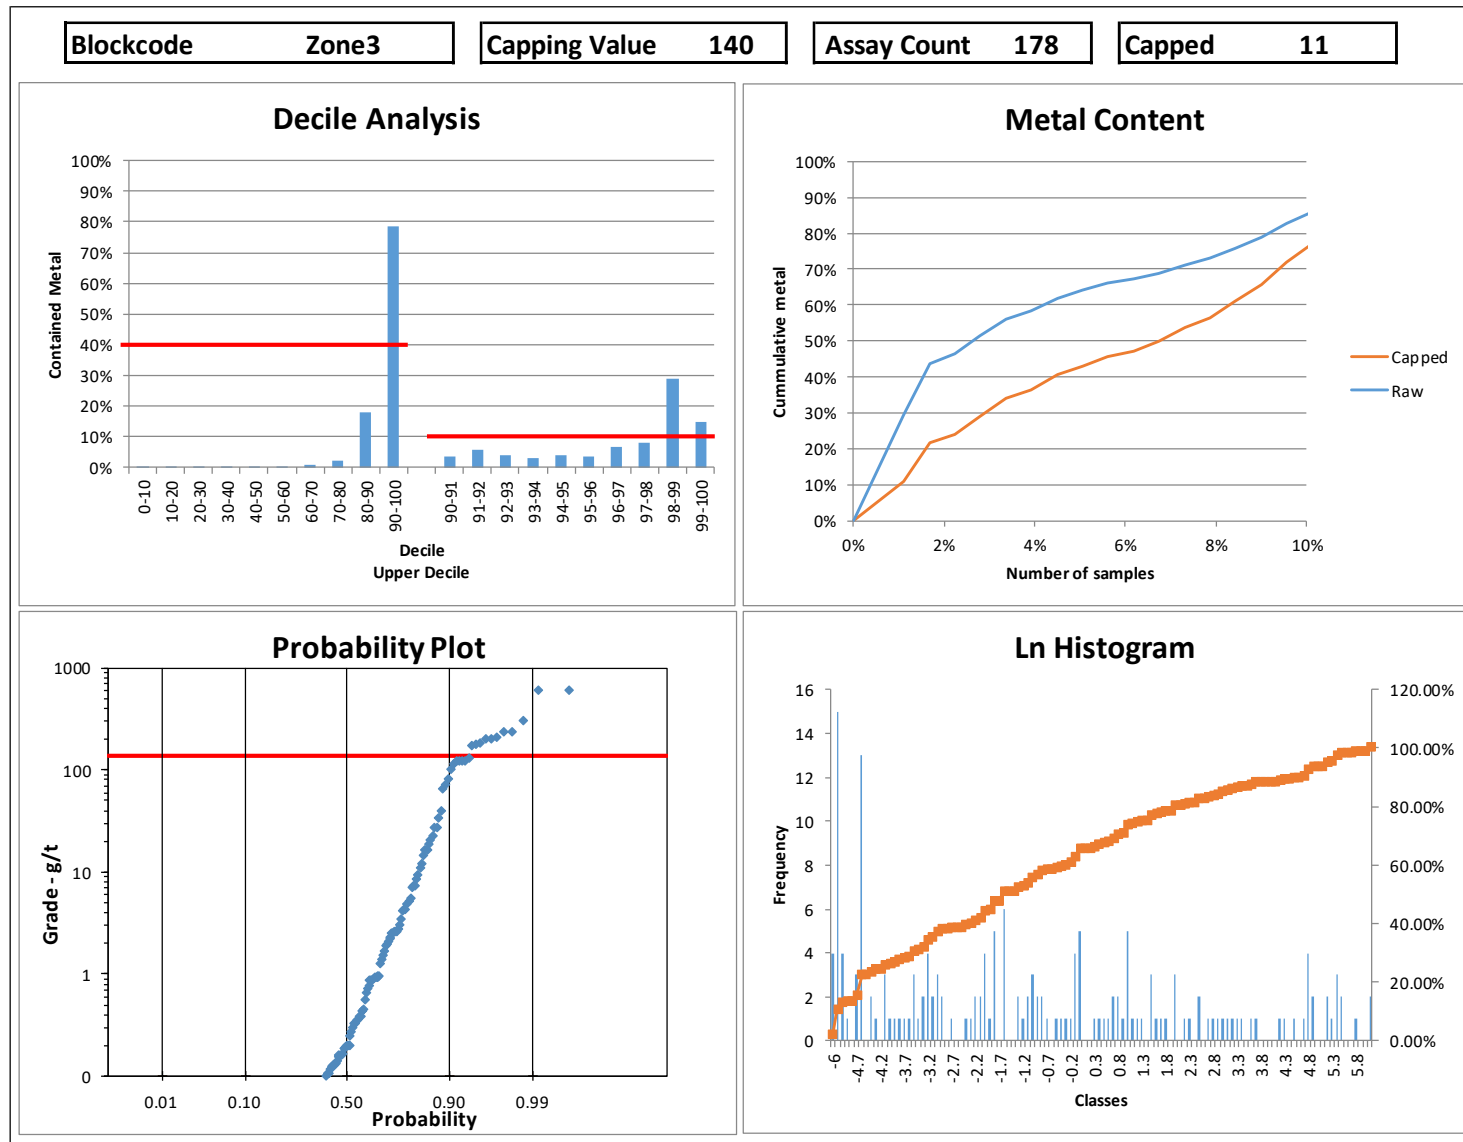 Blockcode Zone3 Capping Value 140 Assay Count 178 Capped 11
Decile Analysis
Contained Metal
100%
90%
80%
70%
60%
50%
40%
30%
20%
10%
0%
0-10 10-20 20-30 30-40 40-50 50-60 60-70 70-80 80-90 90-100 90-91 91-92 92-93 93-94 94-95 95-96 96-97 97-98 98-99 99-100
Decile
Upper Decile
Metal Content
Cummulative metal
100%
90%
80%
70%
60%
50%
40%
30%
20%
10%
0%
0% 2% 4% 6% 8% 10%
Number of samples
Capped
Raw
Probability Plot
Grade - g/t
1000
100
10
1
0
0.01 0.10 0.50 0.90 0.99
Probability
Ln Histogram
Frequency
16
14
12
10
8
6
4
2
0
120.00%
100.00%
80.00%
60.00%
40.00%
20.00%
0.00%
-6 -4.7 -4.2 -3.7 -3.2 -2.7 -2.2 -1.7 -1.2 -0.7 -0.2 0.3 0.8 1.3 1.8 2.3 2.8 3.3 3.8 4.3 4.8 5.3 5.8
Classes